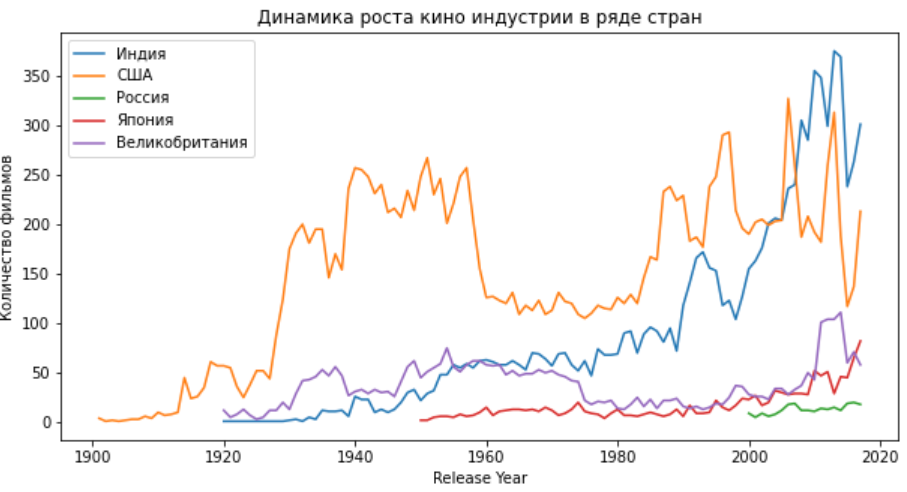 Динамика роста кино индустрии в ряде стран
Индия
США
Россия
Япония
Великобритания
Количество фильмов
350
300
250
200
150
100
50
0
1900
1920
1940
1960
1980
2000
2020
Release Year